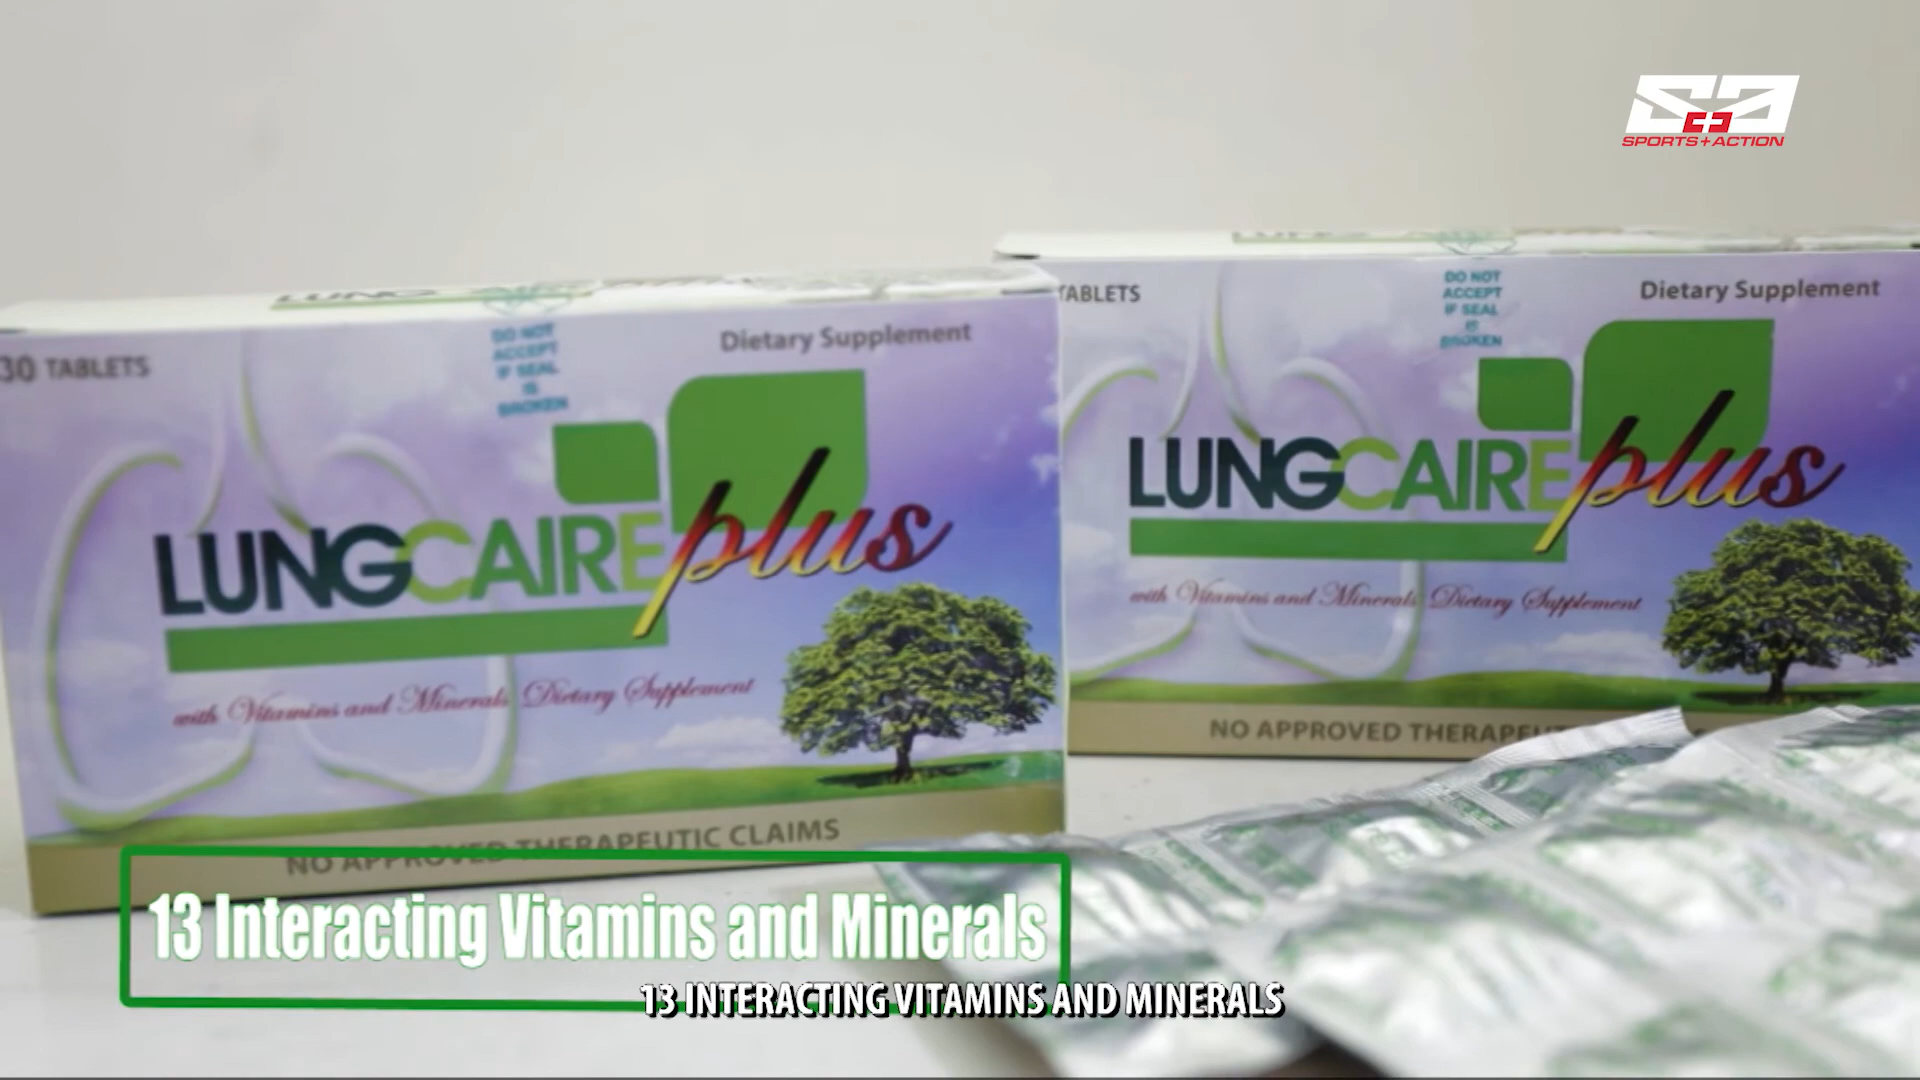 S+A
SPORTS+ACTION
30 TABLETS
DO NOT
ACCEPT
IF SEAL
IS
BROKEN
Dietary Supplement
LUNGCAIRE plus
with Vitamins and Minerals Dietary Supplement
NO APPROVED THERAPEUTIC CLAIMS
TABLETS
DO NOT
ACCEPT
IF SEAL
IS
BROKEN
Dietary Supplement
LUNGCAIRE plus
with Vitamins and Minerals Dietary Supplement
NO APPROVED
13 Interacting Vitamins and Minerals
13 INTERACTING VITAMINS AND MINERALS